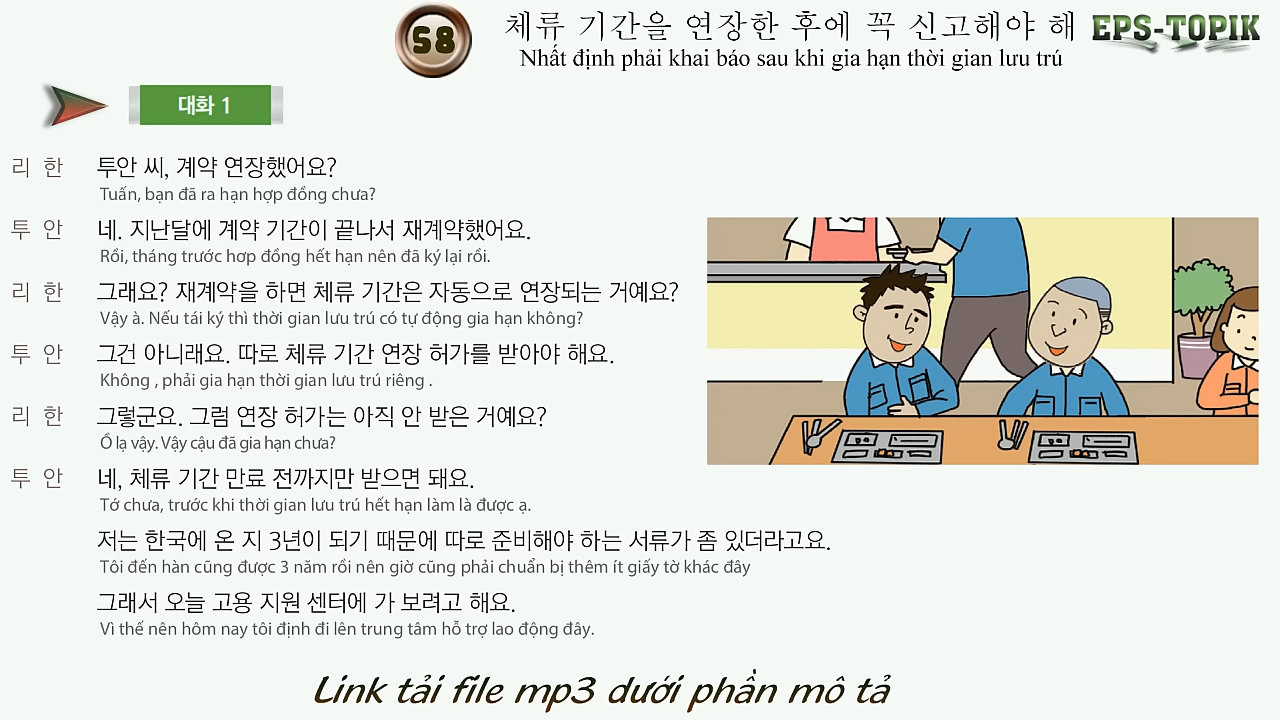 58
체류 기간을 연장한 후에 꼭 신고해야 해
EPS-TOPIK
Nhất định phải khai báo sau khi gia hạn thời gian lưu trú
대화 1
리 한 투안 씨, 계약 연장했어요?
Tuấn, bạn đã ra hạn hợp đồng chưa?
투 안 네. 지난달에 계약 기간이 끝나서 재계약했어요.
Rồi, tháng trước hơp đồng hết hạn nên đã ký lại rồi.
리 한 그래요? 재계약을 하면 체류 기간은 자동으로 연장되는 거예요?
Vậy à. Nếu tái ký thì thời gian lưu trú có tự động gia hạn không?
투 안 그건 아니래요. 따로 체류 기간 연장 허가를 받아야 해요.
Không , phải gia hạn thời gian lưu trú riêng .
리 한 그렇군요. 그럼 연장 허가는 아직 안 받은 거예요?
Ồ lạ vậy. Vậy cậu đã gia hạn chưa?
투 안 네, 체류 기간 만료 전까지만 받으면 돼요.
Tớ chưa, trước khi thời gian lưu trú hết hạn làm là được ạ.
저는 한국에 온 지 3년이 되기 때문에 따로 준비해야 하는 서류가 좀 있더라고요.
Tôi đến hàn cũng được 3 năm rồi nên giờ cũng phải chuẩn bị thêm ít giấy tờ khác đây
그래서 오늘 고용 지원 센터에 가 보려고 해요.
Vì thế nên hôm nay tôi định đi lên trung tâm hỗ trợ lao động đây.
Link tải file mp3 dưới phần mô tả